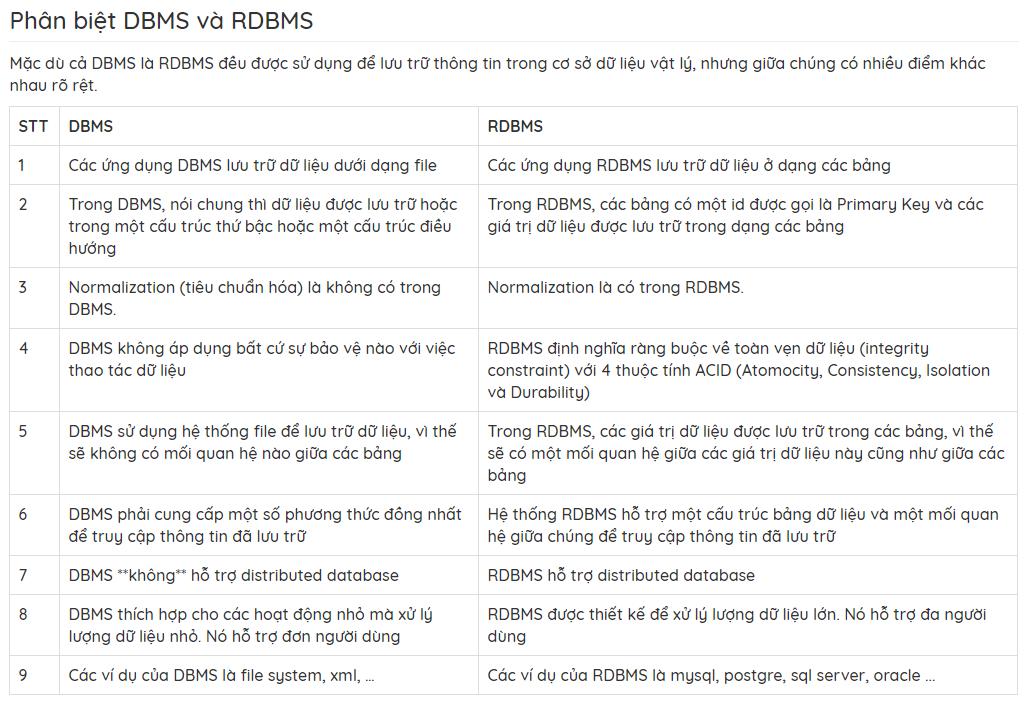 Phân biệt DBMS và RDBMS
Mặc dù cả DBMS là RDBMS đều được sử dụng để lưu trữ thông tin trong cơ sở dữ liệu vật lý, nhưng giữa chúng có nhiều điểm khác
nhau rõ rệt.
STT DBMS RDBMS
1 Các ứng dụng DBMS lưu trữ dữ liệu dưới dạng file Các ứng dụng RDBMS lưu trữ dữ liệu ở dạng các bảng
2 Trong DBMS, nói chung thì dữ liệu được lưu trữ hoặc
trong một cấu trúc thứ bậc hoặc một cấu trúc điều
hướng
Trong RDBMS, các bảng có một id được gọi là Primary Key và các
giá trị dữ liệu được lưu trữ trong dạng các bảng
3 Normalization (tiêu chuẩn hóa) là không có trong
DBMS.
Normalization là có trong RDBMS.
4 DBMS không áp dụng bất cứ sự bảo vệ nào với việc
thao tác dữ liệu
RDBMS định nghĩa ràng buộc về toàn vẹn dữ liệu (integrity
constraint) với 4 thuộc tính ACID (Atomocity, Consistency, Isolation
và Durability)
5 DBMS sử dụng hệ thống file để lưu trữ dữ liệu, vì thế
sẽ không có mối quan hệ nào giữa các bảng
Trong RDBMS, các giá trị dữ liệu được lưu trữ trong các bảng, vì thế
sẽ có một mối quan hệ giữa các giá trị dữ liệu này cũng như giữa các
bảng
6 DBMS phải cung cấp một số phương thức đồng nhất
để truy cập thông tin đã lưu trữ
Hệ thống RDBMS hỗ trợ một cấu trúc bảng dữ liệu và một mối quan
hệ giữa chúng để truy cập thông tin đã lưu trữ
7 DBMS **không** hỗ trợ distributed database RDBMS hỗ trợ distributed database
8 DBMS thích hợp cho các hoạt động nhỏ mà xử lý
lượng dữ liệu nhỏ. Nó hỗ trợ đơn người dùng
RDBMS được thiết kế để xử lý lượng dữ liệu lớn. Nó hỗ trợ đa người
dùng
9 Các ví dụ của DBMS là file system, xml, ... Các ví dụ của RDBMS là mysql, postgre, sql server, oracle ...